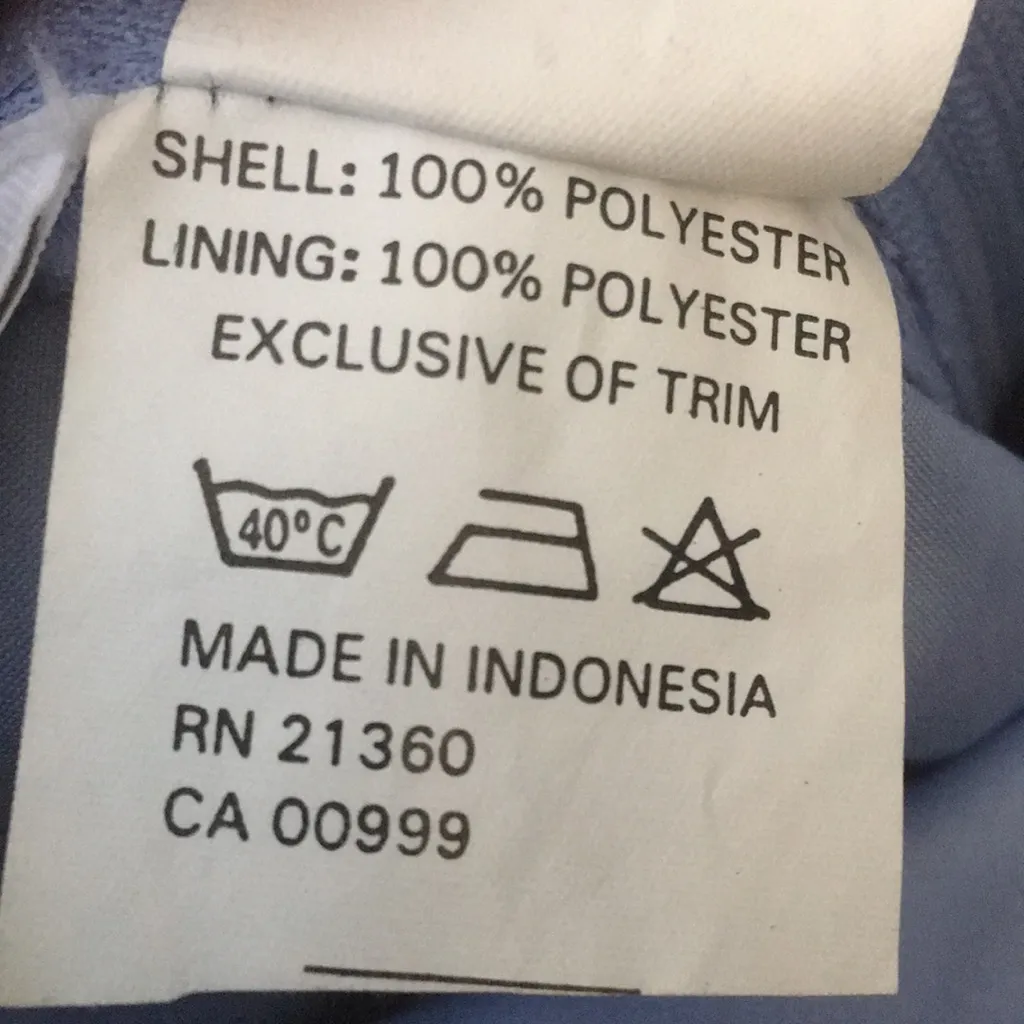 SHELL: 100% POLYESTER
LINING: 100% POLYESTER
EXCLUSIVE OF TRIM
40°C
MADE IN INDONESIA
RN 21360
CA 00999